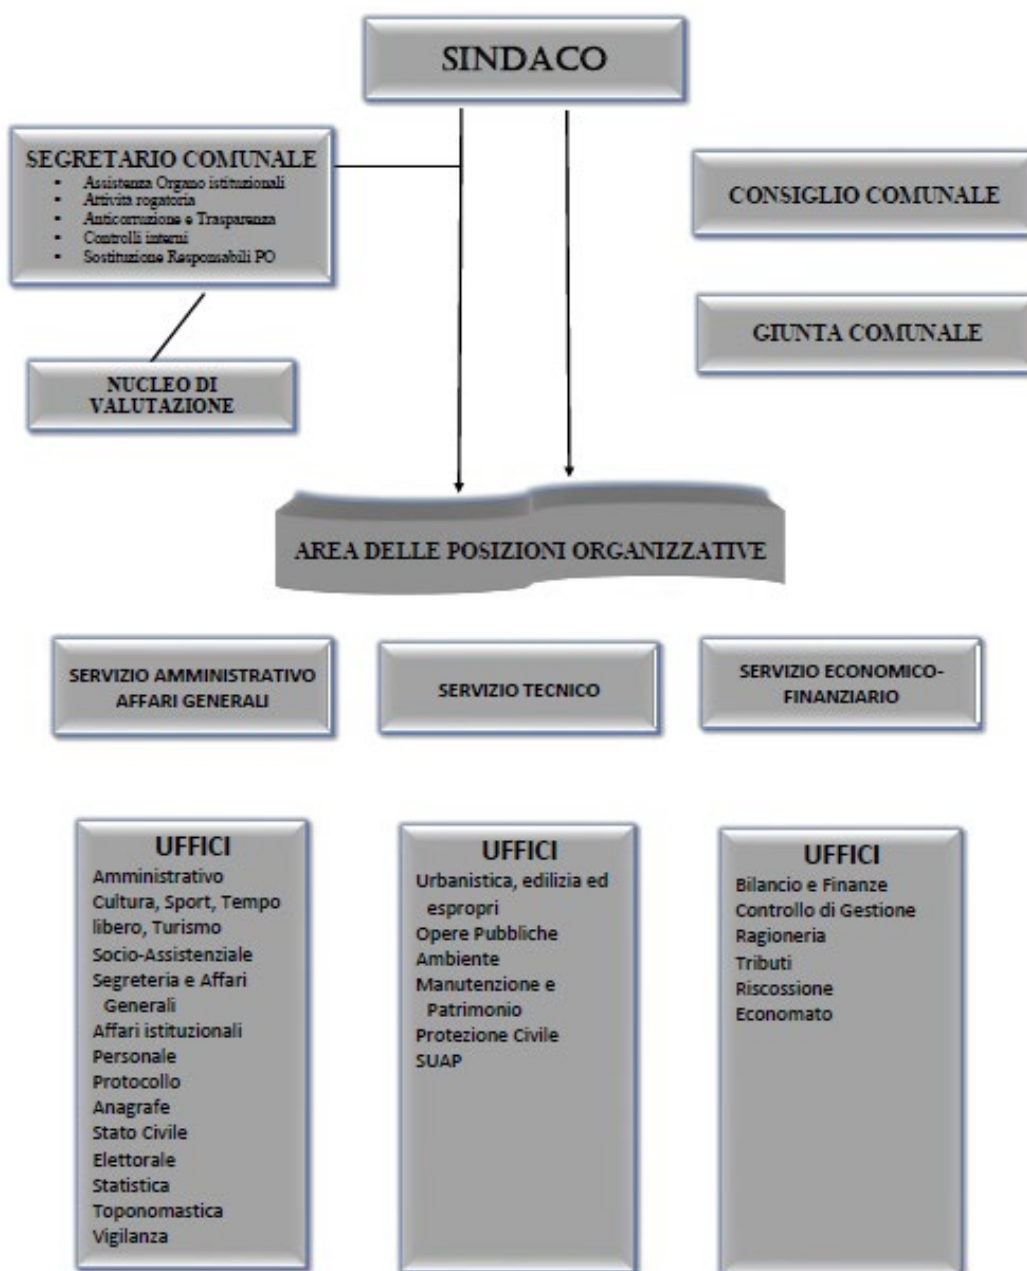 SINDACO
SEGRETARIO COMUNALE
• Assistenza Organo istituzionali
• Attività rogatoria
• Anticorruzione e Trasparenza
• Controlli interni
• Sostituzione Responsabili PO
CONSIGLIO COMUNALE
GIUNTA COMUNALE
NUCLEO DI
VALUTAZIONE
AREA DELLE POSIZIONI ORGANIZZATIVE
SERVIZIO AMMINISTRATIVO
AFFARI GENERALI
SERVIZIO TECNICO
SERVIZIO ECONOMICO-
FINANZIARIO
UFFICI
Amministrativo
Cultura, Sport, Tempo
libero, Turismo
Socio-Assistenziale
Segreteria e Affari
Generali
Affari istituzionali
Personale
Protocollo
Anagrafe
Stato Civile
Elettorale
Statistica
Toponomastica
Vigilanza
UFFICI
Urbanistica, edilizia ed
espropri
Opere Pubbliche
Ambiente
Manutenzione e
Patrimonio
Protezione Civile
SUAP
UFFICI
Bilancio e Finanze
Controllo di Gestione
Ragioneria
Tributi
Riscossione
Economato